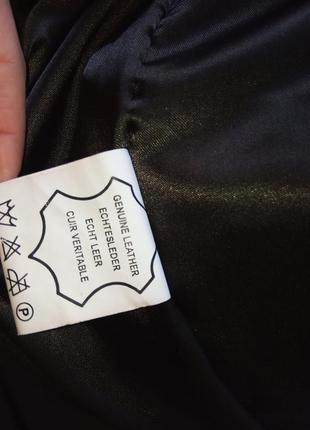 GENUINE LEATHER
ECHTESLEDER
ECHT LEER
CUIR VERITABLE
P